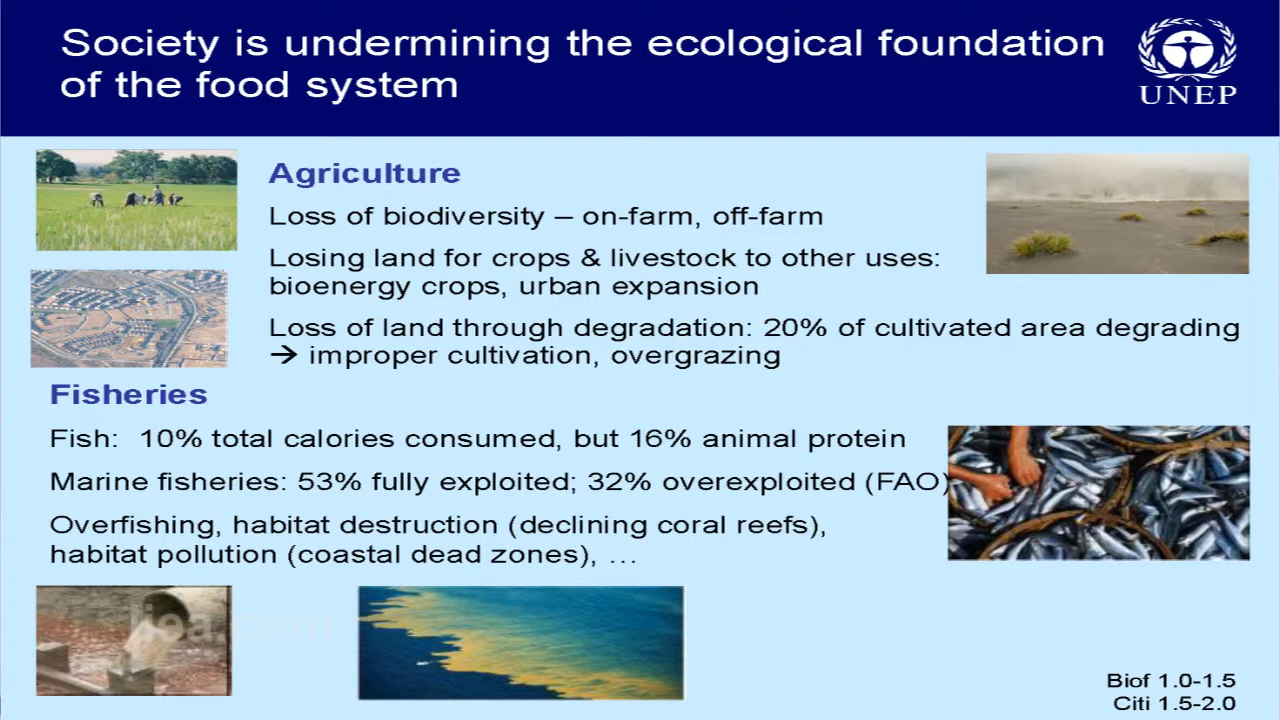 Society is undermining the ecological foundation
of the food system
UNEP
Agriculture
Loss of biodiversity – on-farm, off-farm
Losing land for crops & livestock to other uses:
bioenergy crops, urban expansion
Loss of land through degradation: 20% of cultivated area degrading
→ improper cultivation, overgrazing
Fisheries
Fish:  10% total calories consumed, but 16% animal protein
Marine fisheries: 53% fully exploited; 32% overexploited (FAO)
Overfishing, habitat destruction (declining coral reefs),
habitat pollution (coastal dead zones), …
Biof 1.0-1.5
Citi 1.5-2.0